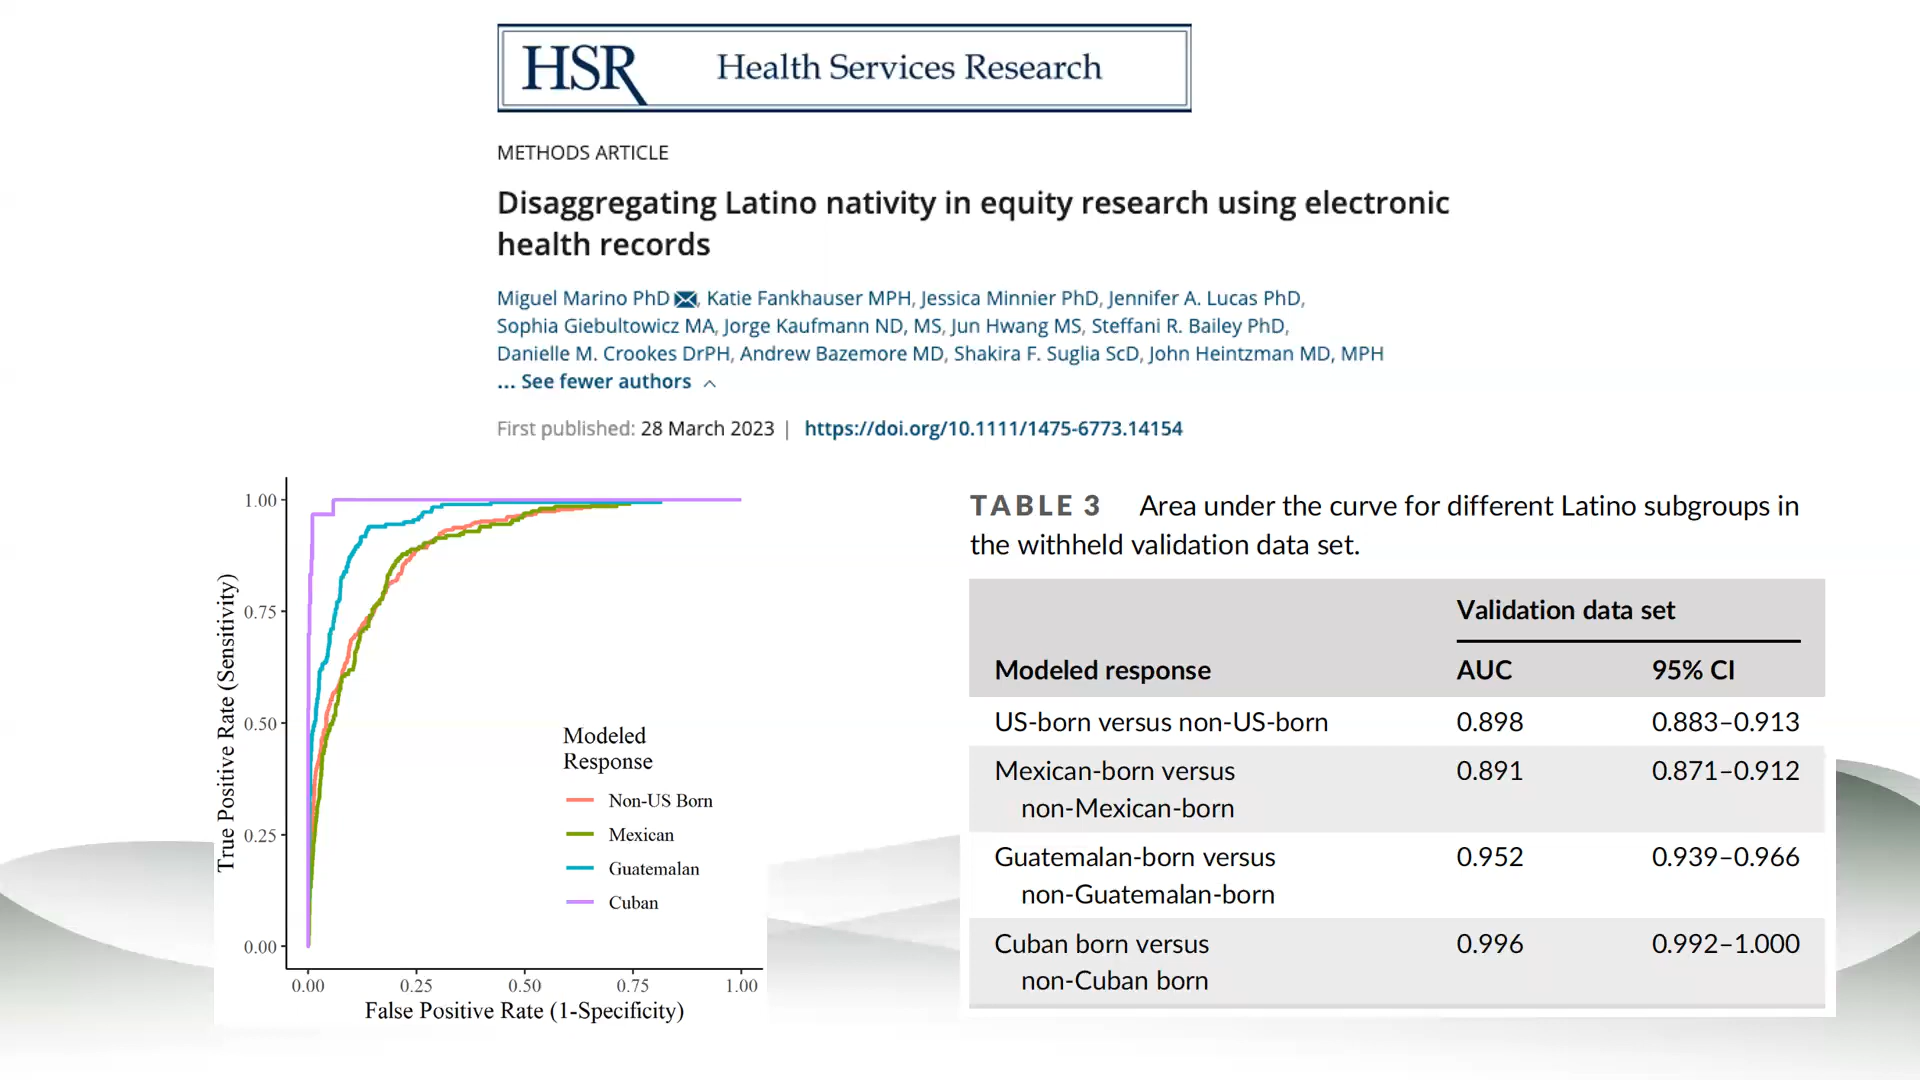 HSR Health Services Research
METHODS ARTICLE
Disaggregating Latino nativity in equity research using electronic
health records
Miguel Marino PhD, Katie Fankhauser MPH, Jessica Minnier PhD, Jennifer A. Lucas PhD,
Sophia Giebultowicz MA, Jorge Kaufmann ND, MS, Jun Hwang MS, Steffani R. Bailey PhD,
Danielle M. Crookes DrPH, Andrew Bazemore MD, Shakira F. Suglia ScD, John Heintzman MD, MPH
... See fewer authors
First published: 28 March 2023 | https://doi.org/10.1111/1475-6773.14154
True Positive Rate (Sensitivity)
1.00
0.75
0.50
0.25
0.00
Modeled
Response
Non-US Born
Mexican
Guatemalan
Cuban
0.00 0.25 0.50 0.75 1.00
False Positive Rate (1-Specificity)
TABLE 3 Area under the curve for different Latino subgroups in
the withheld validation data set.
Validation data set
Modeled response AUC 95% CI
US-born versus non-US-born 0.898 0.883–0.913
Mexican-born versus 0.891 0.871–0.912
non-Mexican-born
Guatemalan-born versus 0.952 0.939–0.966
non-Guatemalan-born
Cuban born versus 0.996 0.992–1.000
non-Cuban born